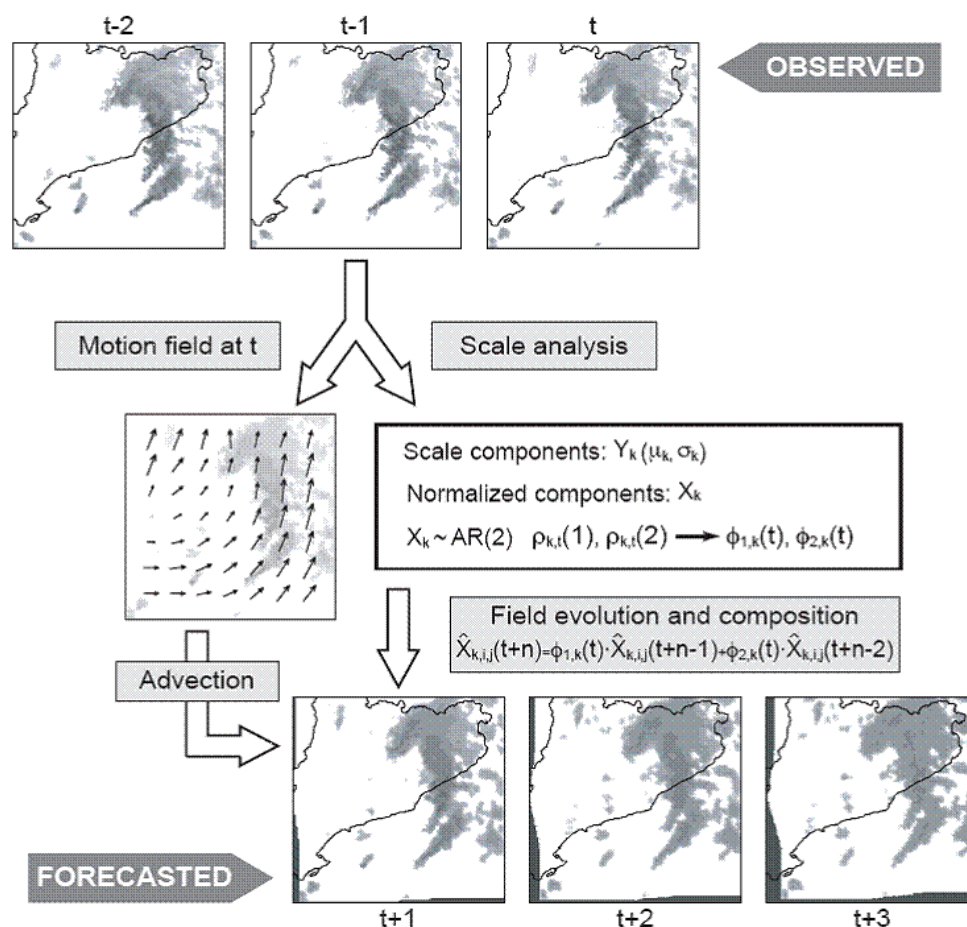 t-2
t-1
t
OBSERVED
Motion field at t
Scale analysis
Scale components: Yₖ(μₖ, σₖ)
Normalized components: Xₖ
Xₖ ~ AR(2) ρₖ,ₜ(1), ρₖ,ₜ(2) ⟶ ϕ₁,ₖ(t), ϕ₂,ₖ(t)
Field evolution and composition
X̂ₖ,ᵢ,ⱼ(t+n)=ϕ₁,ₖ(t)·X̂ₖ,ᵢ,ⱼ(t+n-1)+ϕ₂,ₖ(t)·X̂ₖ,ᵢ,ⱼ(t+n-2)
Advection
FORECASTED
t+1
t+2
t+3